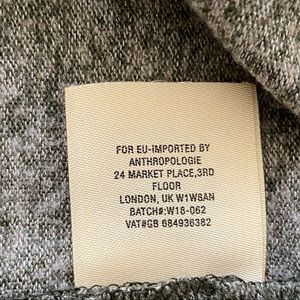 FOR EU-IMPORTED BY
ANTHROPOLOGIE
24 MARKET PLACE,3RD
FLOOR
LONDON, UK W1W8AN
BATCH#:W18-062
VAT#GB 684936382